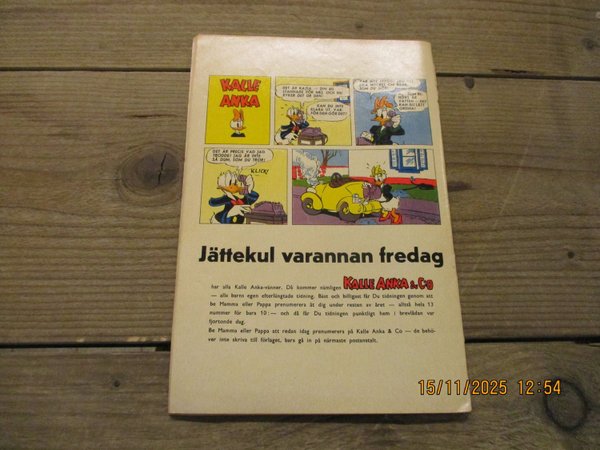 KALLE
ANKA
KLICK!
Jättekul varannan fredag
har alla Kalle Anka-vänner. Då kommer nämligen KALLE ANKA & Co
— alla barns egen efterlängtade tidning. Bäst och billigast får Du tidningen genom att
be Mamma eller Pappa prenumerera åt dig under resten av året — alltså hela 13
nummer för bara 10: — och då får Du tidningen punktligt hem i brevlådan var
fjortonde dag.
Be Mamma eller Pappa att redan idag prenumerera på Kalle Anka & Co — de behö-
ver inte skriva till förlaget, bara gå in på närmaste postanstalt.
15/11/2025 12:54